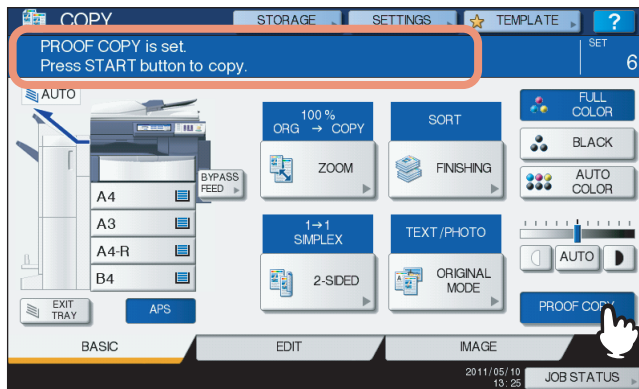 COPY
STORAGE
SETTINGS
TEMPLATE
?
PROOF COPY is set.
Press START button to copy.
SET
6
AUTO
A4
A3
A4-R
B4
BYPASS
FEED
EXIT
TRAY
APS
100 %
ORG → COPY
ZOOM
SORT
FINISHING
1→1
SIMPLEX
2-SIDED
TEXT/PHOTO
ORIGINAL
MODE
FULL
COLOR
BLACK
AUTO
COLOR
AUTO
PROOF COPY
BASIC
EDIT
IMAGE
2011/05/10
13:25
JOB STATUS